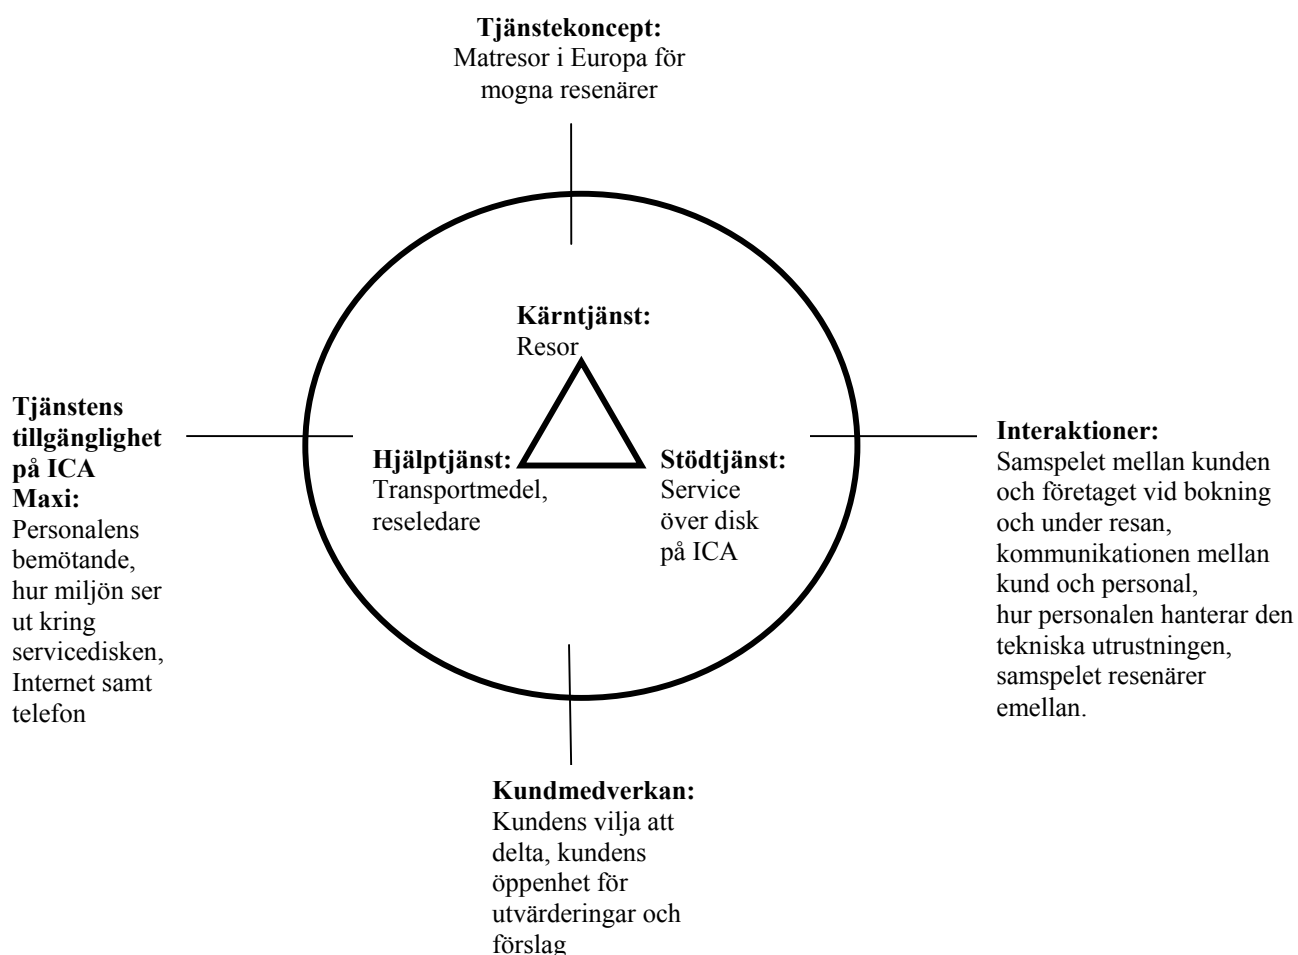 Tjänstekoncept:
Matresor i Europa för
mogna resenärer
Kärntjänst:
Resor
Tjänstens
tillgänglighet
på ICA
Maxi:
Personalens
bemötande,
hur miljön ser
ut kring
servicedisken,
Internet samt
telefon
Hjälptjänst:
Transportmedel,
reseledare
Stödtjänst:
Service
över disk
på ICA
Interaktioner:
Samspelet mellan kunden
och företaget vid bokning
och under resan,
kommunikationen mellan
kund och personal,
hur personalen hanterar den
tekniska utrustningen,
samspelet resenärer
emellan.
Kundmedverkan:
Kundens vilja att
delta, kundens
öppenhet för
utvärderingar och
förslag